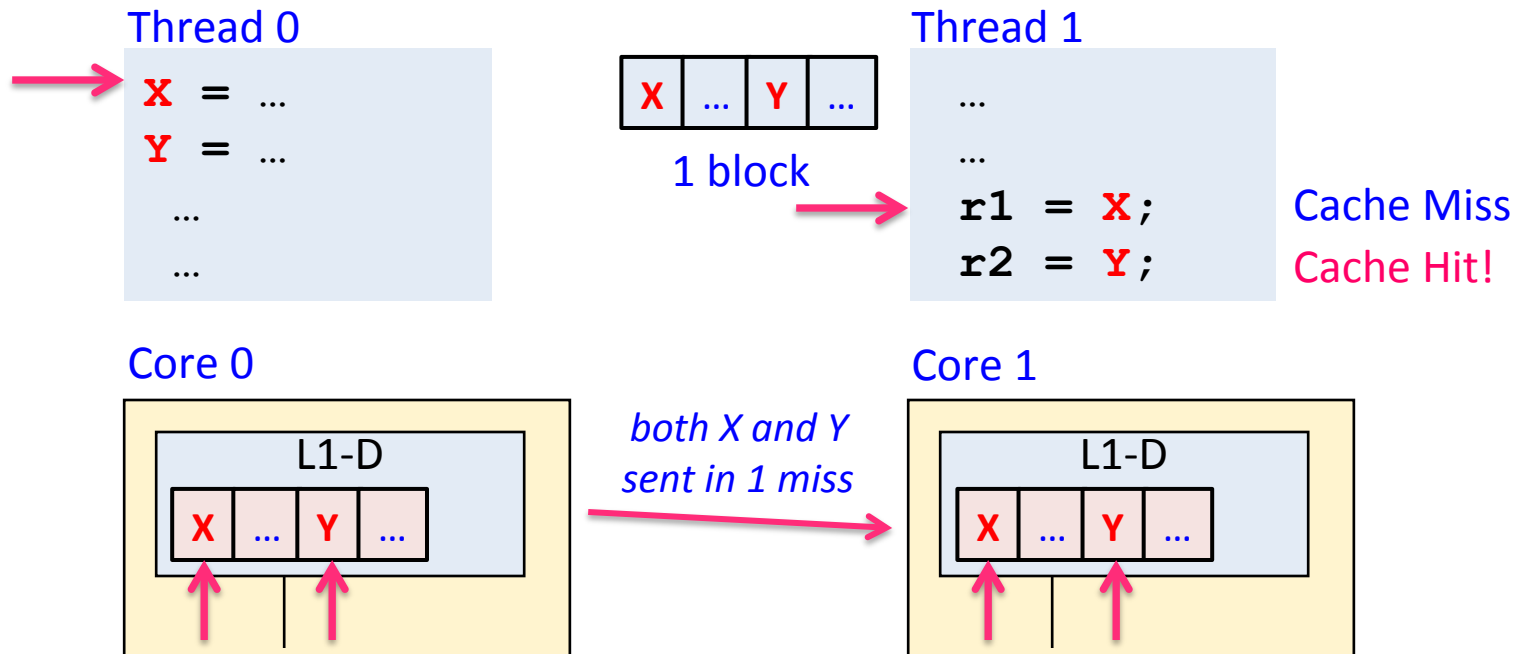 Thread 0
X = …
Y = …
…
…
X … Y …
1 block
Thread 1
…
…
r1 = X;
r2 = Y;
Cache Miss
Cache Hit!
Core 0
L1-D
X … Y …
both X and Y
sent in 1 miss
Core 1
L1-D
X … Y …